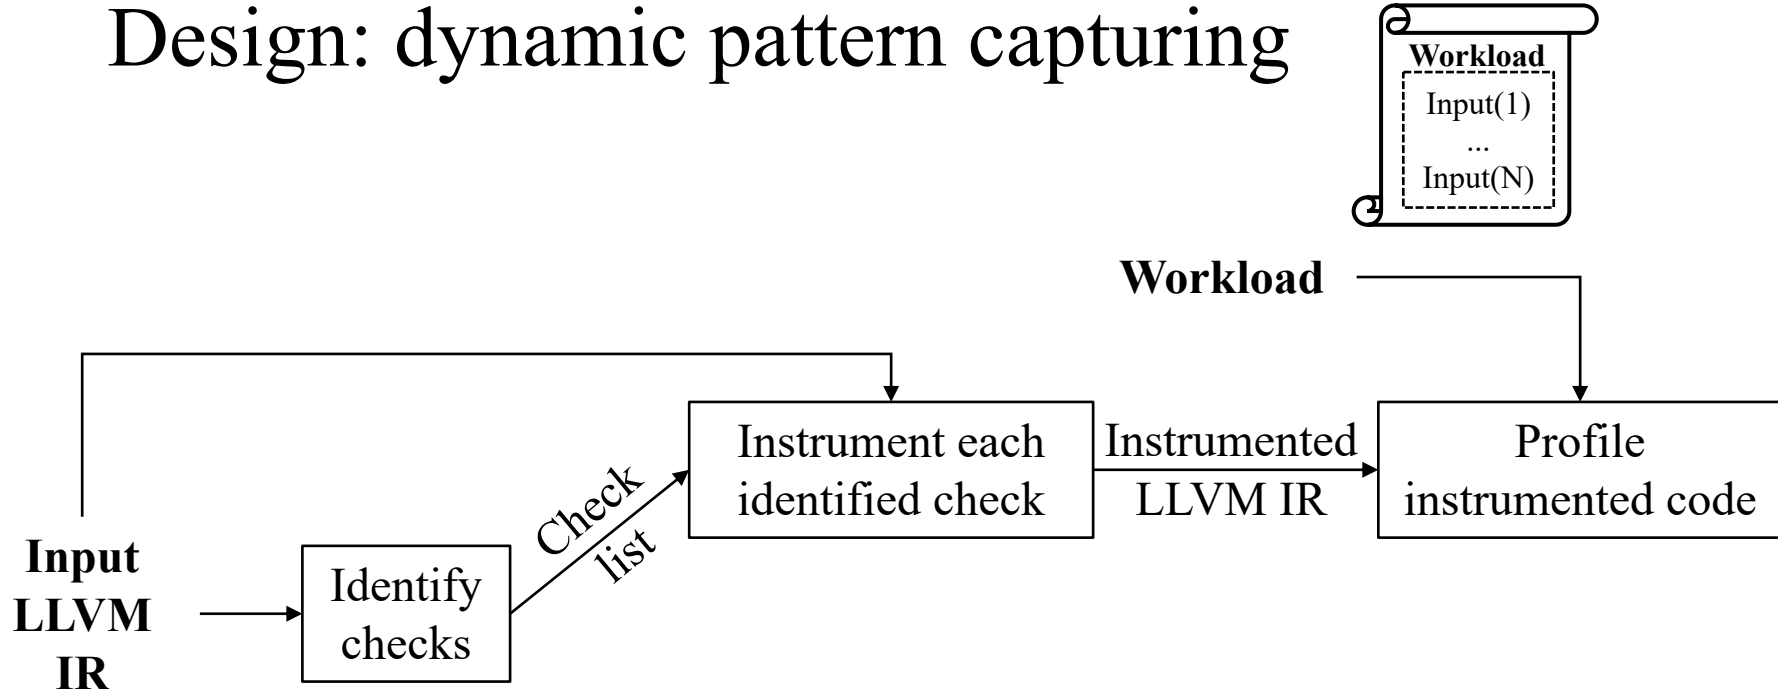 Design: dynamic pattern capturing
Workload
Input(1)
...
Input(N)
Workload
Instrument each
identified check
Instrumented
LLVM IR
Profile
instrumented code
Check
list
Input
LLVM
IR
Identify
checks